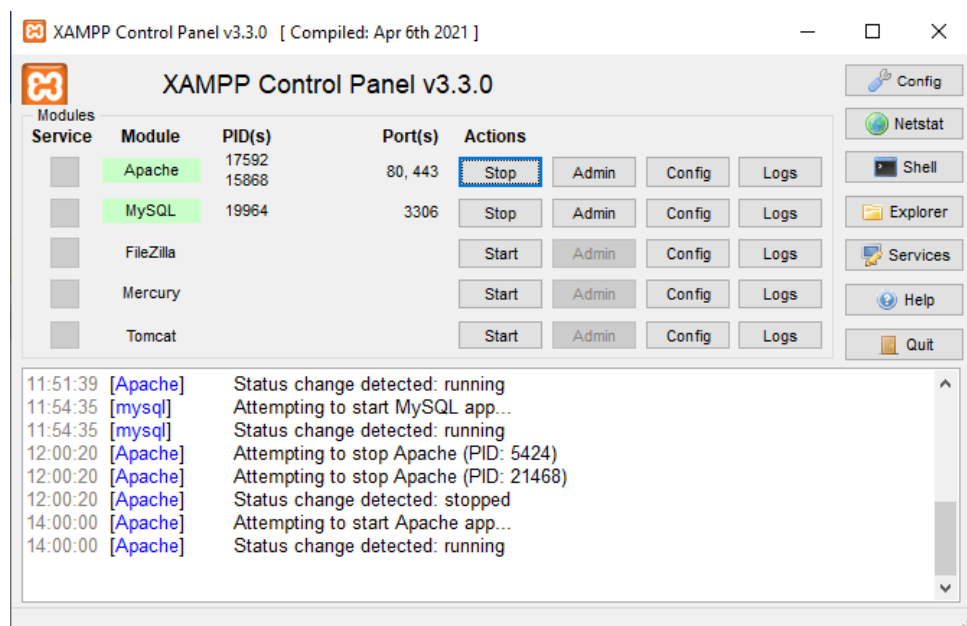 XAMPP Control Panel v3.3.0 [ Compiled: Apr 6th 2021 ]
XAMPP Control Panel v3.3.0
Config
Modules
Service Module PID(s) Port(s) Actions
Netstat
Apache 17592 15868 80, 443 Stop Admin Config Logs
Shell
MySQL 19964 3306 Stop Admin Config Logs
Explorer
FileZilla Start Admin Config Logs
Services
Mercury Start Admin Config Logs
Help
Tomcat Start Admin Config Logs
Quit
11:51:39 [Apache] Status change detected: running
11:54:35 [mysql] Attempting to start MySQL app...
11:54:35 [mysql] Status change detected: running
12:00:20 [Apache] Attempting to stop Apache (PID: 5424)
12:00:20 [Apache] Attempting to stop Apache (PID: 21468)
12:00:20 [Apache] Status change detected: stopped
14:00:00 [Apache] Attempting to start Apache app...
14:00:00 [Apache] Status change detected: running